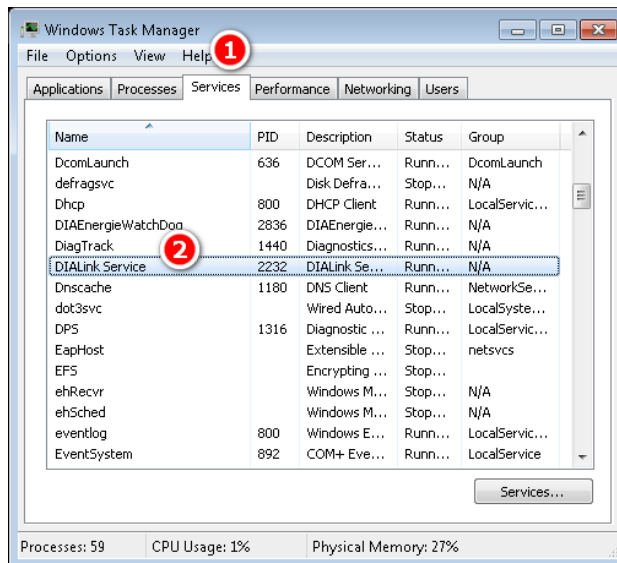 Windows Task Manager
File Options View Help 1
Applications Processes Services Performance Networking Users
Name PID Description Status Group
DcomLaunch 636 DCOM Ser... Runn... DcomLaunch
defragsvc Disk Defra... Stop... N/A
Dhcp 800 DHCP Client Runn... LocalServic...
DIAEnergieWatchDog 2836 DIAEnergie... Runn... N/A
DiagTrack 2 1440 Diagnostics... Runn... N/A
DIALink Service 2232 DIALink Se... Runn... N/A
Dnscache 1180 DNS Client Runn... NetworkSe...
dot3svc Wired Auto... Stop... LocalSyste...
DPS 1316 Diagnostic ... Runn... LocalServic...
EapHost Extensible ... Stop... netsvcs
EFS Encrypting ... Stop...
ehRecvr Windows M... Stop... N/A
ehSched Windows M... Stop... N/A
eventlog 800 Windows E... Runn... LocalServic...
EventSystem 892 COM+ Eve... Runn... LocalService
Services...
Processes: 59 CPU Usage: 1% Physical Memory: 27%